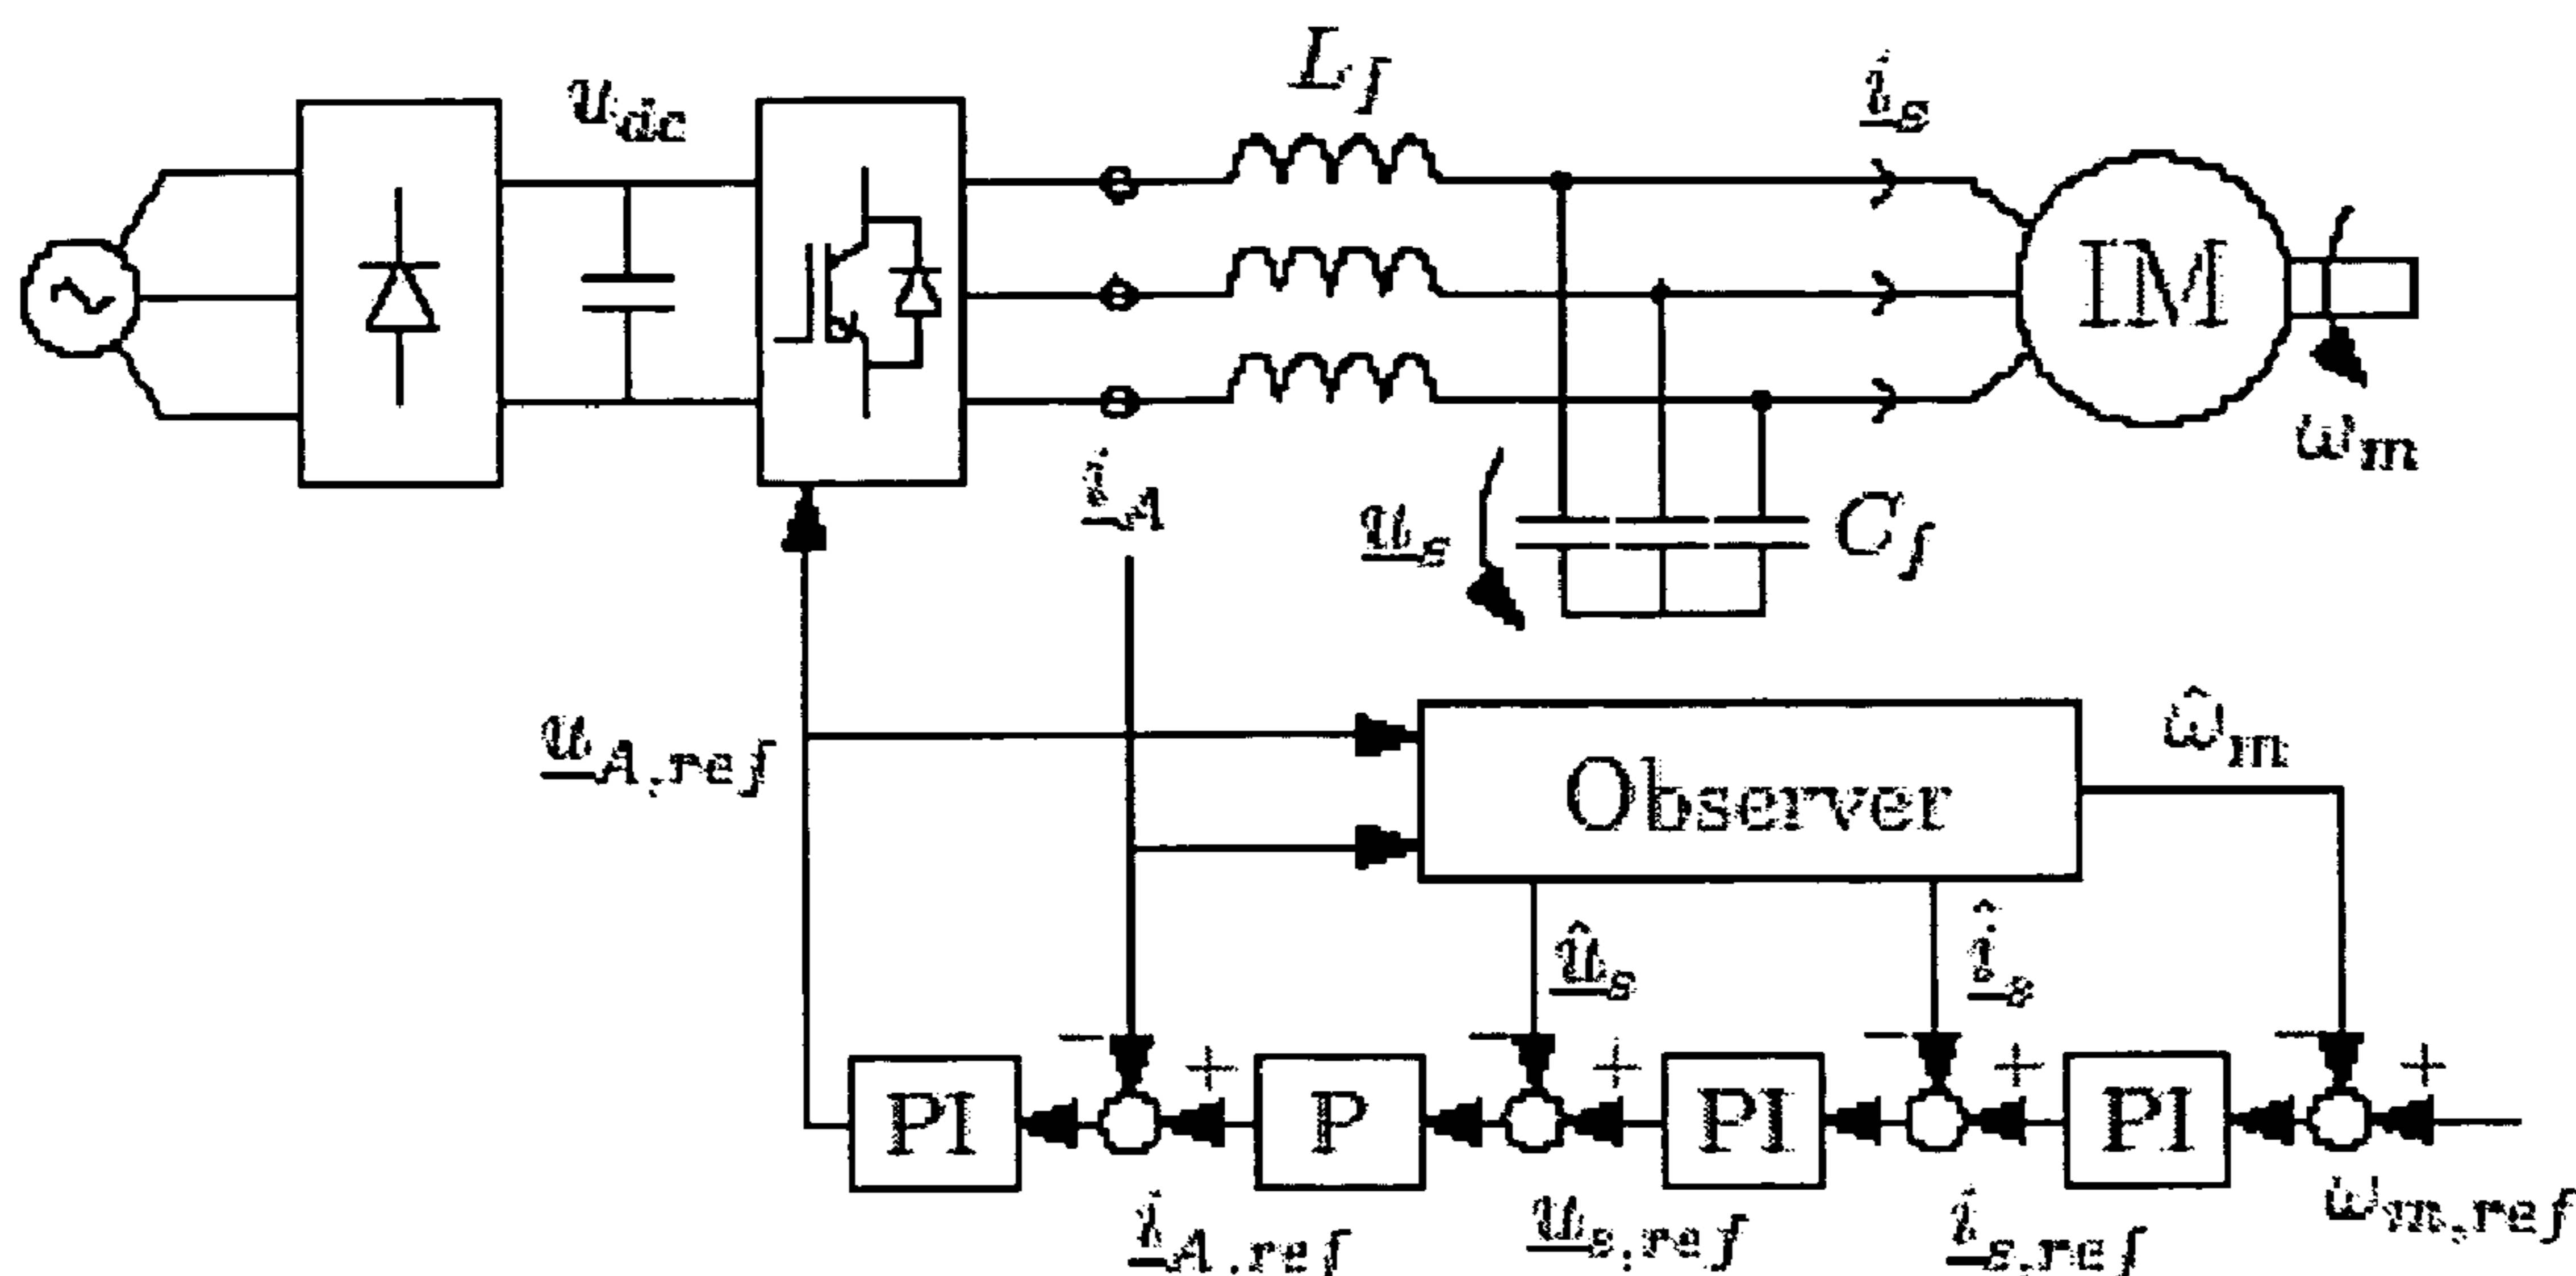 L_f
u_dc
i_s
IM
ω_m
i_A
u_s
C_f
u_A,ref
Observer
ω̂_m
û_s
î_s
− + − + − + − +
PI P PI PI
i_A,ref u_s,ref i_s,ref ω_m,ref